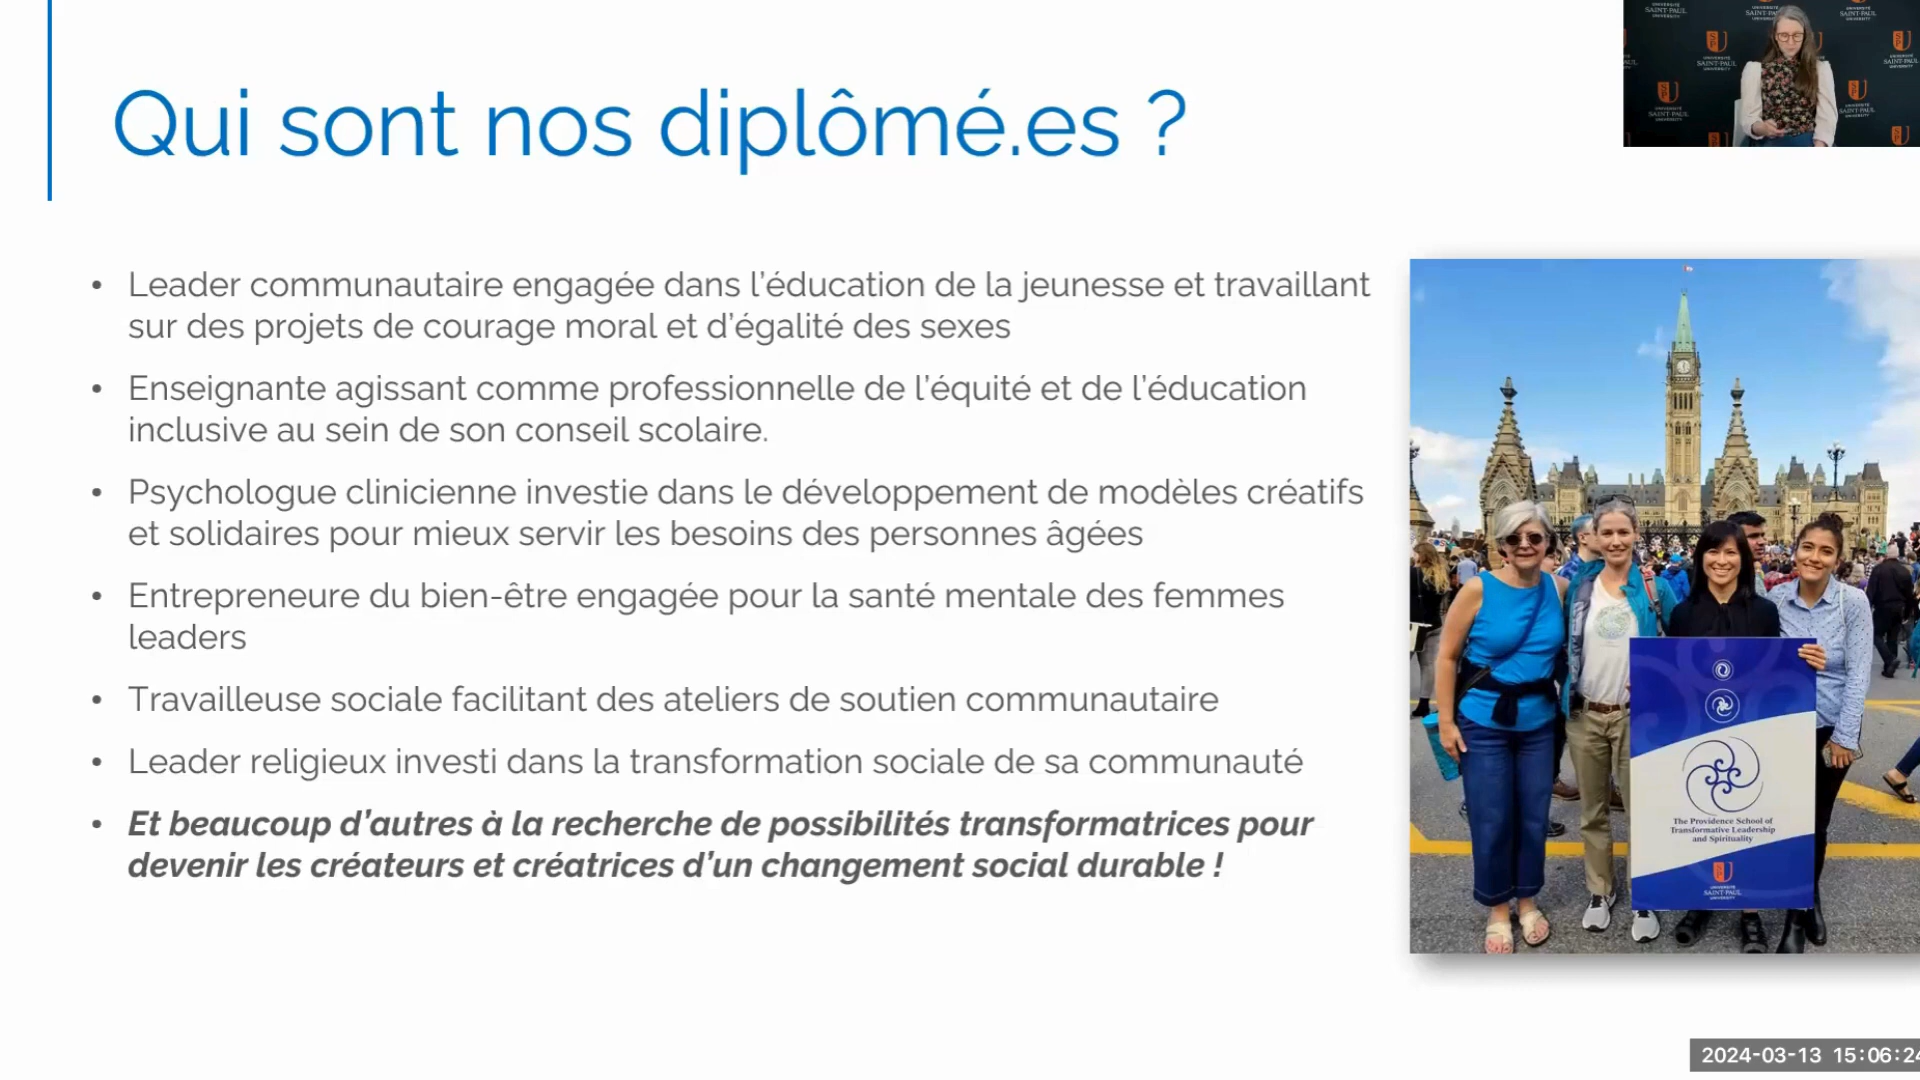 Qui sont nos diplômé.es ?
• Leader communautaire engagée dans l'éducation de la jeunesse et travaillant
sur des projets de courage moral et d'égalité des sexes
• Enseignante agissant comme professionnelle de l'équité et de l'éducation
inclusive au sein de son conseil scolaire.
• Psychologue clinicienne investie dans le développement de modèles créatifs
et solidaires pour mieux servir les besoins des personnes âgées
• Entrepreneure du bien-être engagée pour la santé mentale des femmes
leaders
• Travailleuse sociale facilitant des ateliers de soutien communautaire
• Leader religieux investi dans la transformation sociale de sa communauté
• Et beaucoup d'autres à la recherche de possibilités transformatrices pour
devenir les créateurs et créatrices d'un changement social durable !
The Providence School of
Transformative Leadership
and Spirituality
UNIVERSITÉ
SAINT-PAUL
UNIVERSITY
UNIVERSITÉ
SAINT-PAUL
UNIVERSITY
2024-03-13 15:06:24